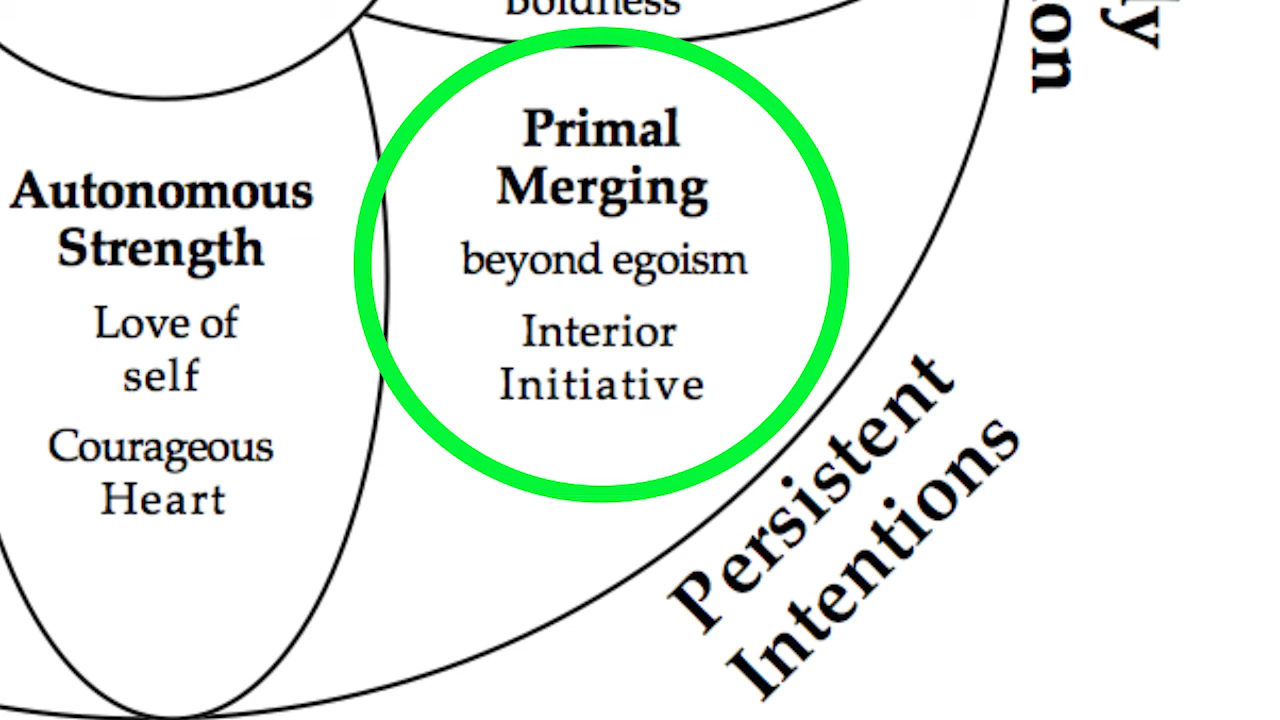 Boldness
Primal
Merging
beyond egoism
Interior
Initiative
Autonomous
Strength
Love of
self
Courageous
Heart
Persistent
Intentions